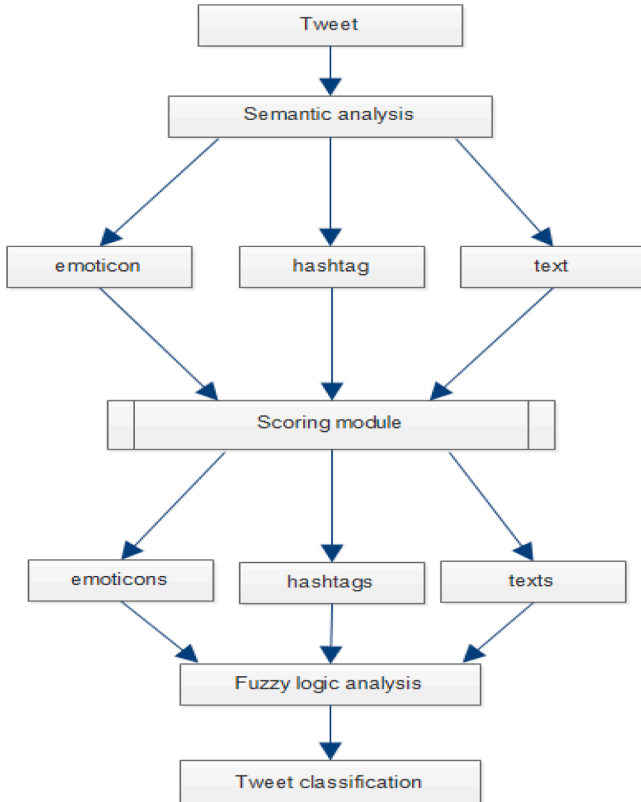 Tweet
Semantic analysis
emoticon
hashtag
text
Scoring module
emoticons
hashtags
texts
Fuzzy logic analysis
Tweet classification